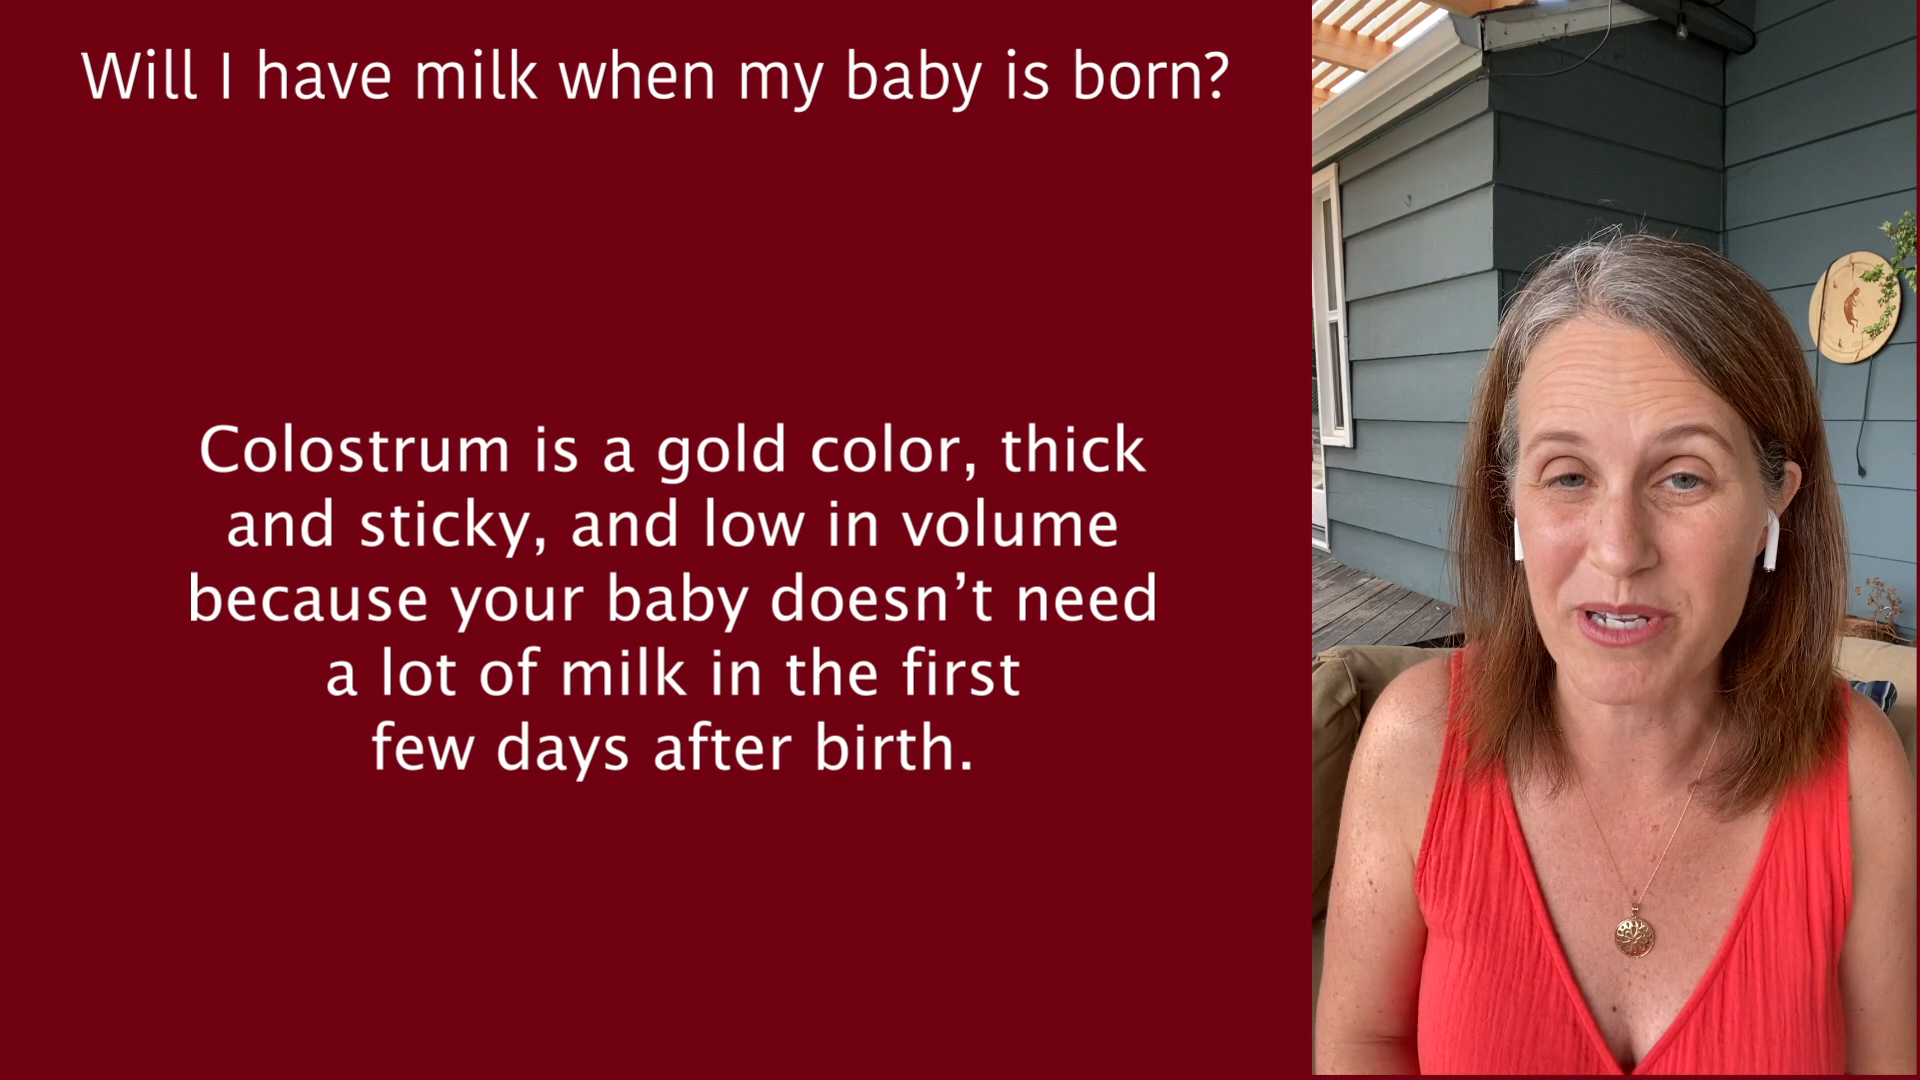 Will I have milk when my baby is born?
Colostrum is a gold color, thick
and sticky, and low in volume
because your baby doesn’t need
a lot of milk in the first
few days after birth.